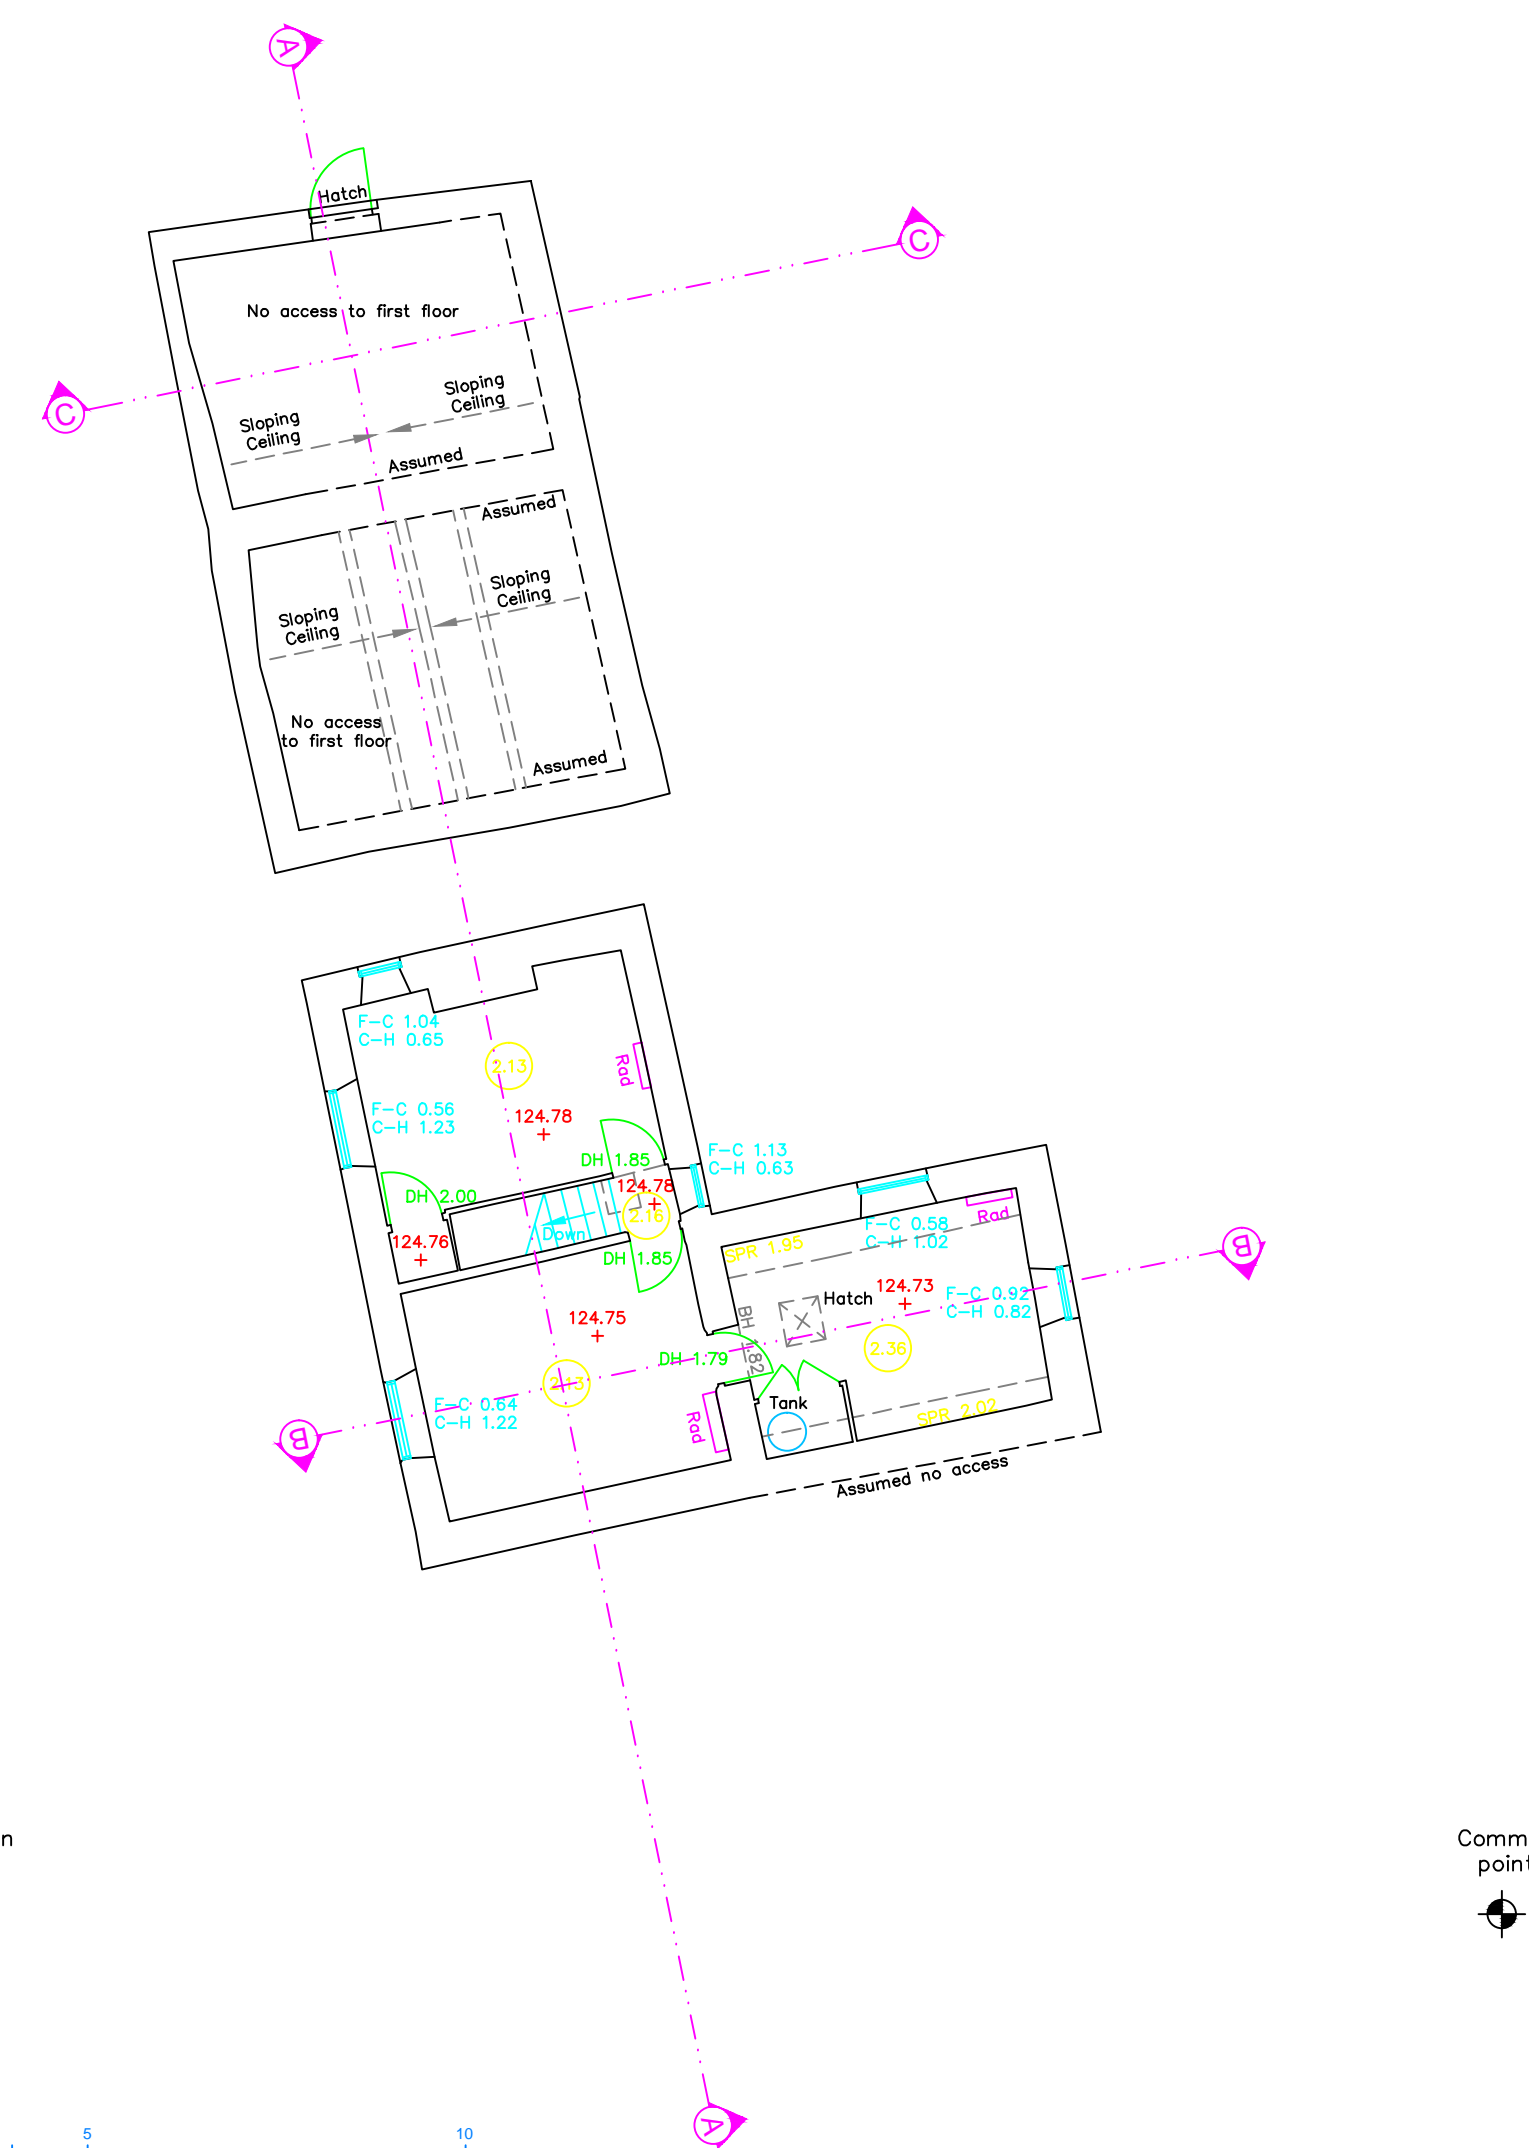 A
Hatch
C
No access to first floor
Sloping
Ceiling
C
Sloping
Ceiling
Assumed
Assumed
Sloping
Ceiling
Sloping
Ceiling
No access
to first floor
Assumed
F-C 1.04
C-H 0.65
2.13
Rad
F-C 0.56
C-H 1.23
124.78
DH 1.85
F-C 1.13
C-H 0.63
DH 2.00
124.78
2.16
Down
124.76
DH 1.85
Rad
F-C 0.58
C-H 1.02
SPR 1.95
B
124.73
F-C 0.92
C-H 0.82
Hatch
124.75
BH 1.82
DH 1.79
2.36
2.13
F-C 0.64
C-H 1.22
Tank
SPR 2.02
Rad
B
Assumed no access
n
Comm
point
A
5
10